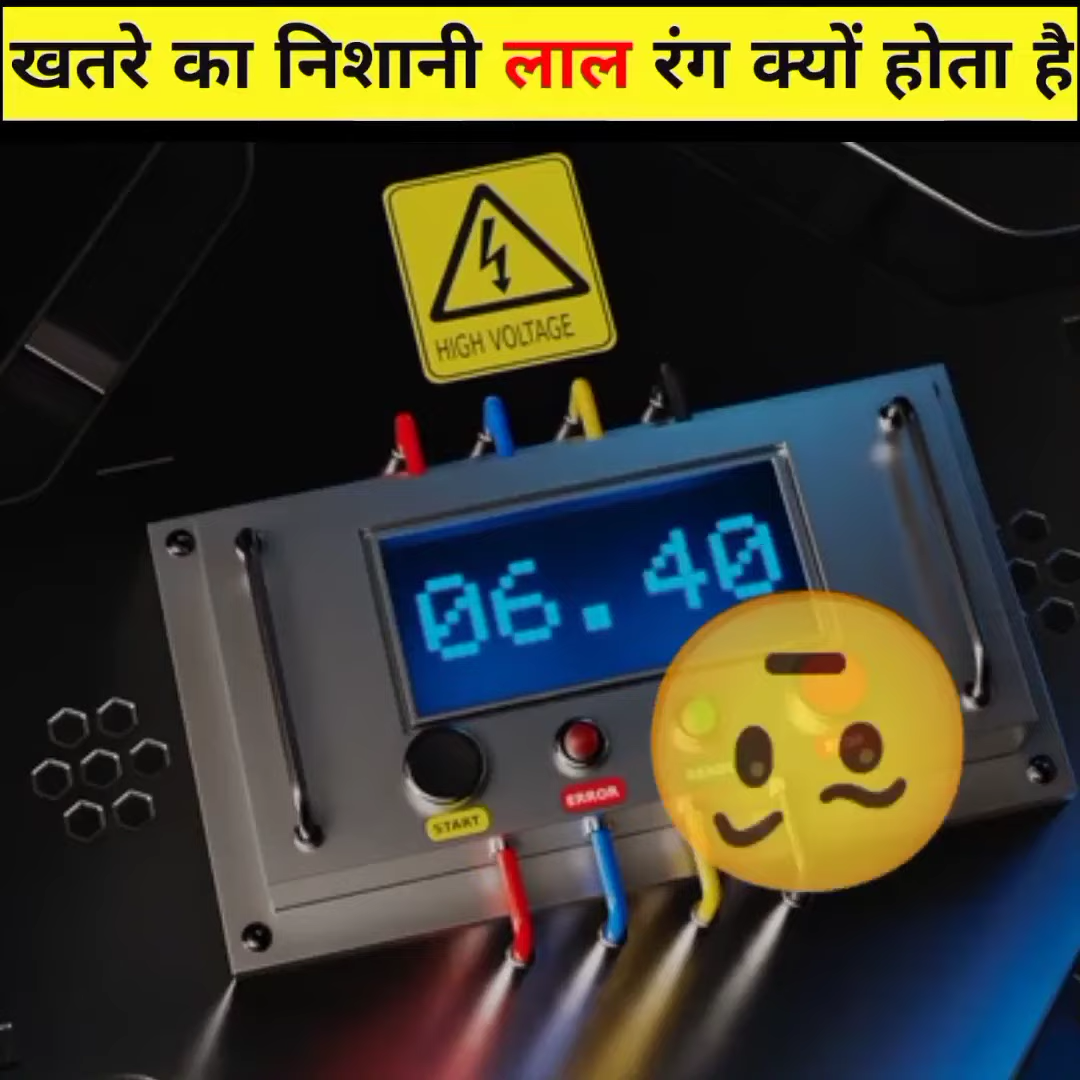 खतरे का निशानी लाल रंग क्यों होता है
HIGH VOLTAGE
06.40
START
ERROR